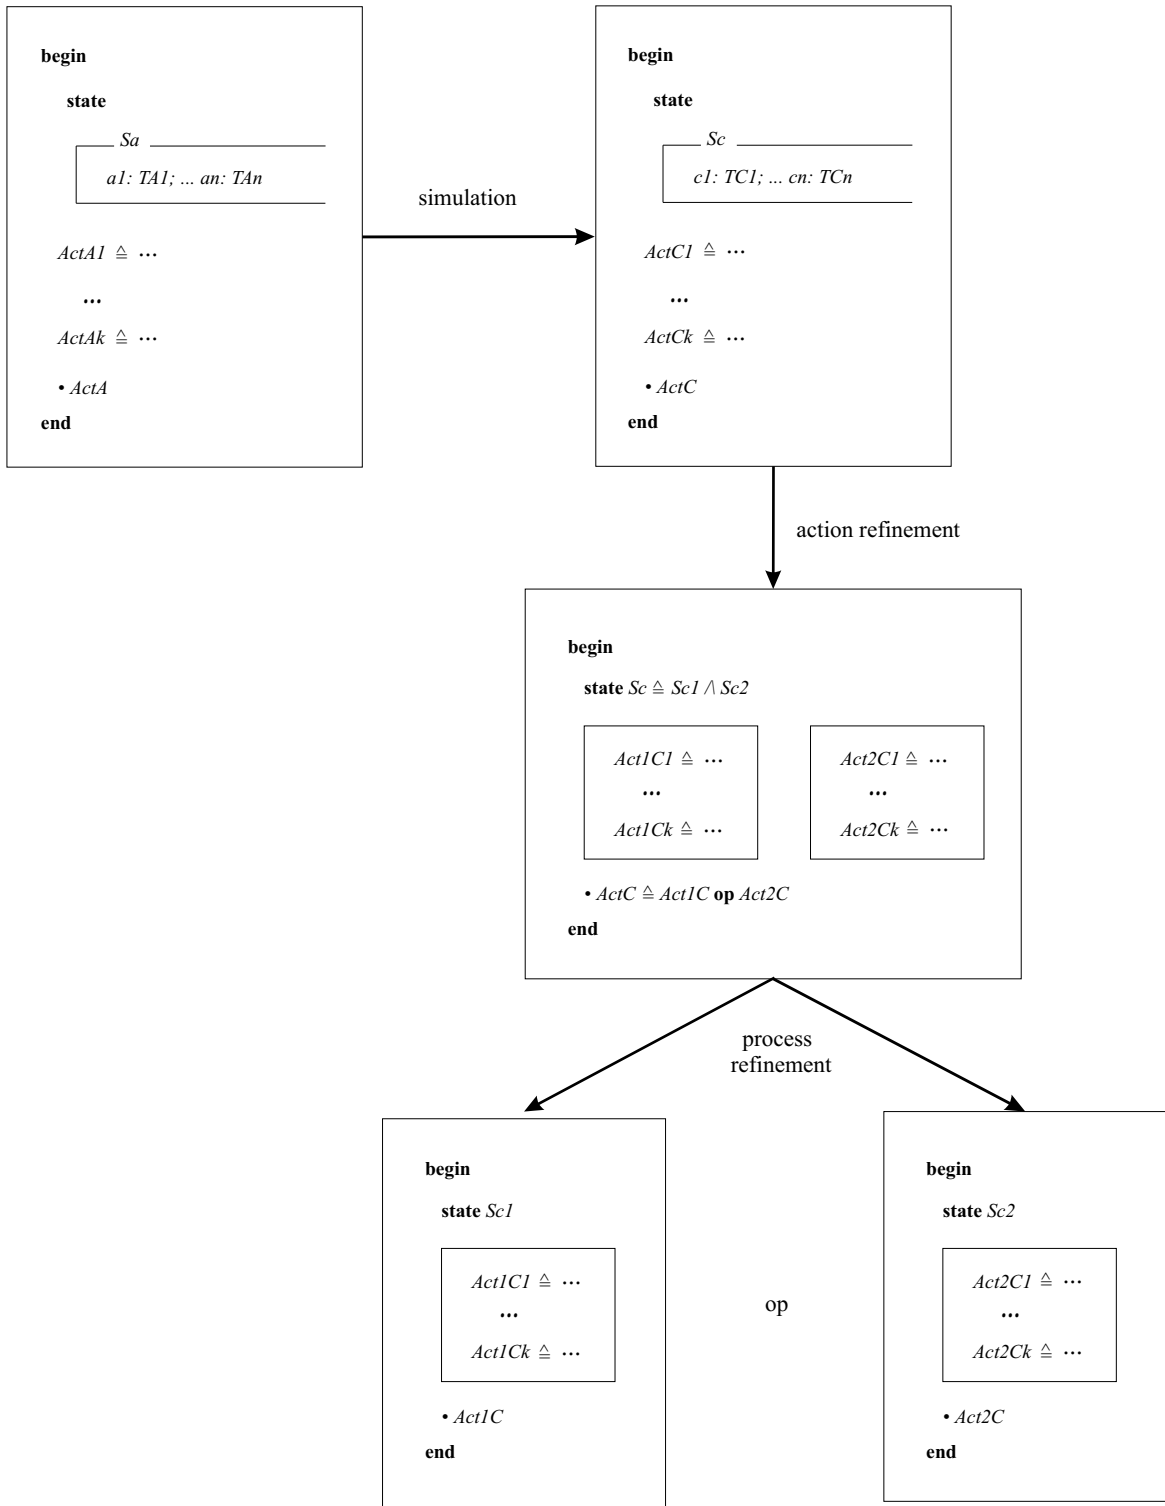 begin
state
Sa
a1: TA1; ... an: TAn
ActA1 ≙ ...
...
ActAk ≙ ...
• ActA
end
simulation
begin
state
Sc
c1: TC1; ... cn: TCn
ActC1 ≙ ...
...
ActCk ≙ ...
• ActC
end
action refinement
begin
state Sc ≙ Sc1 /\ Sc2
Act1C1 ≙ ...
...
Act1Ck ≙ ...
Act2C1 ≙ ...
...
Act2Ck ≙ ...
• ActC ≙ Act1C op Act2C
end
process
refinement
begin
state Sc1
Act1C1 ≙ ...
...
Act1Ck ≙ ...
• Act1C
end
op
begin
state Sc2
Act2C1 ≙ ...
...
Act2Ck ≙ ...
• Act2C
end